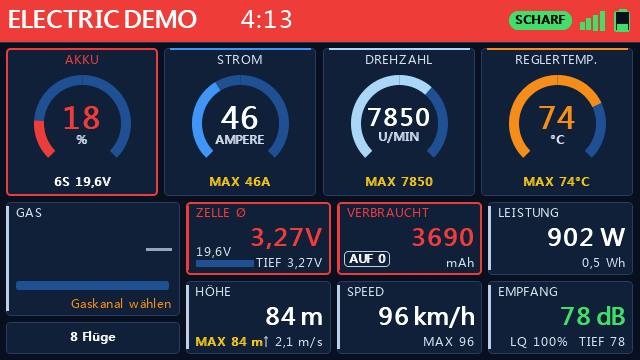 ELECTRIC DEMO 4:13 SCHARF
AKKU
18
%
6S 19,6V
STROM
46
AMPERE
MAX 46A
DREHZAHL
7850
U/MIN
MAX 7850
REGLERTEMP.
74
°C
MAX 74°C
GAS
—
Gaskanal wählen
8 Flüge
ZELLE Ø
3,27V
19,6V
TIEF 3,27V
VERBRAUCHT
3690
AUF 0 mAh
LEISTUNG
902 W
0,5 Wh
HÖHE
84 m
MAX 84 m↑ 2,1 m/s
SPEED
96 km/h
MAX 96
EMPFANG
78 dB
LQ 100% TIEF 78